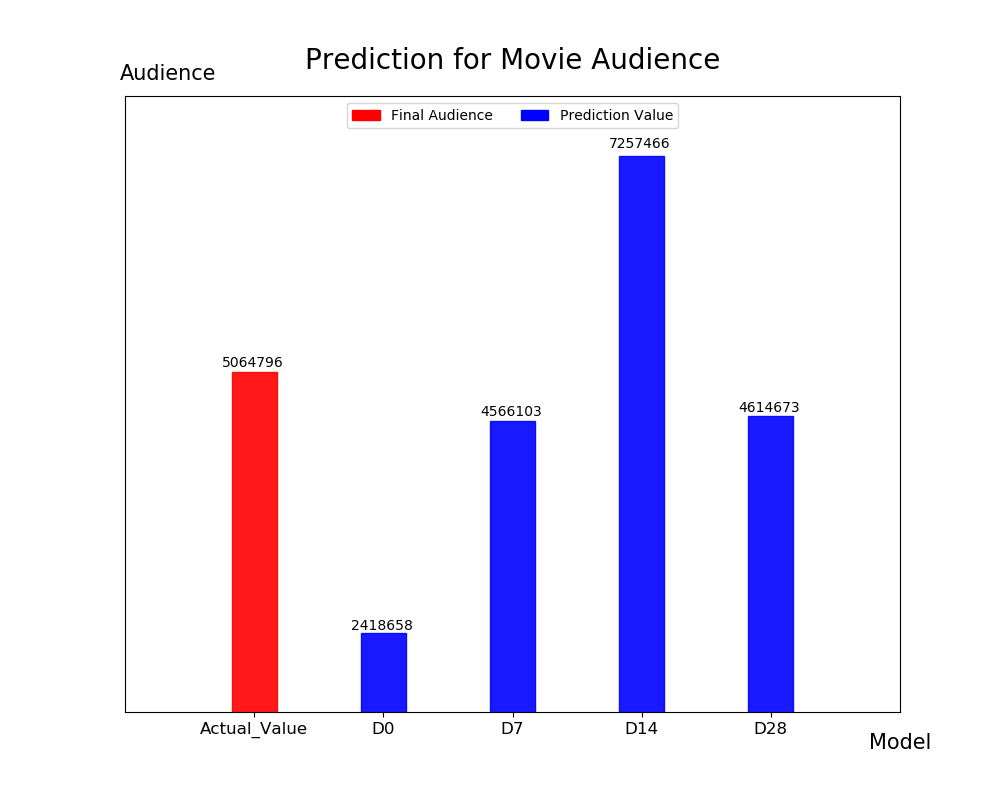 Prediction for Movie Audience
Audience
Final Audience
Prediction Value
7257466
5064796
4566103
4614673
2418658
Actual_Value
D0
D7
D14
D28
Model